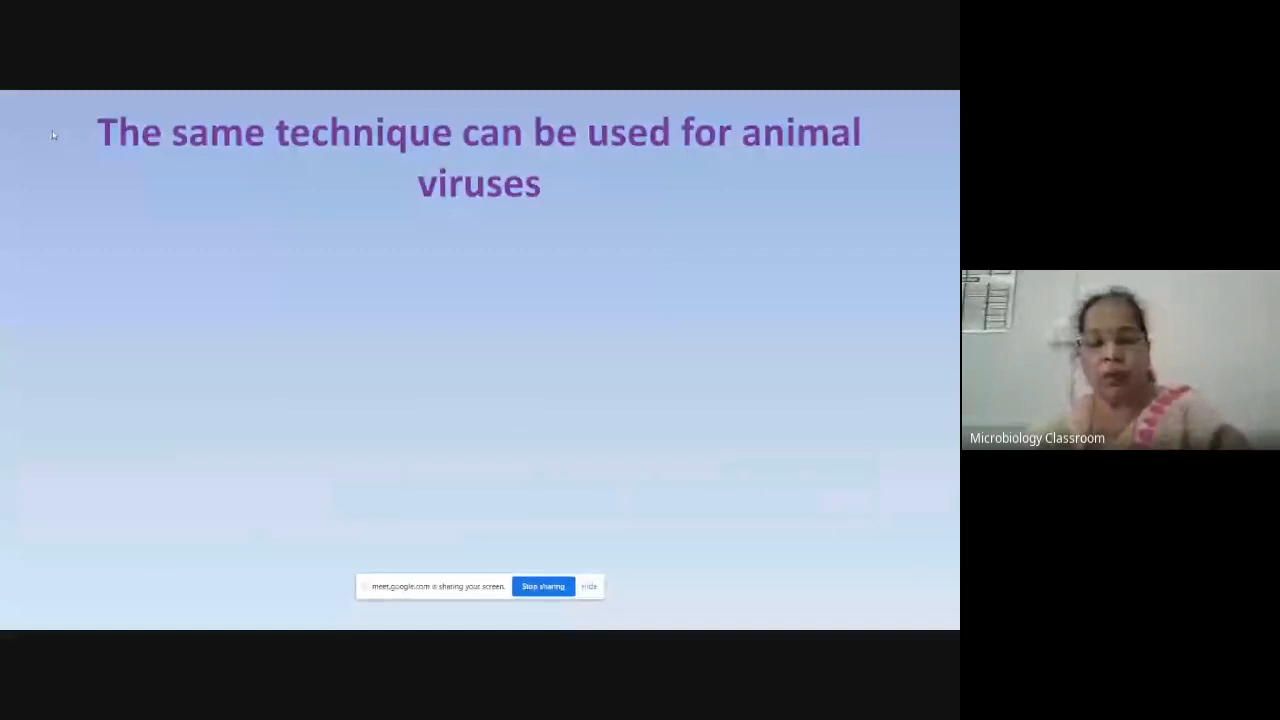 The same technique can be used for animal
viruses
meet.google.com is sharing your screen. Stop sharing Hide
Microbiology Classroom